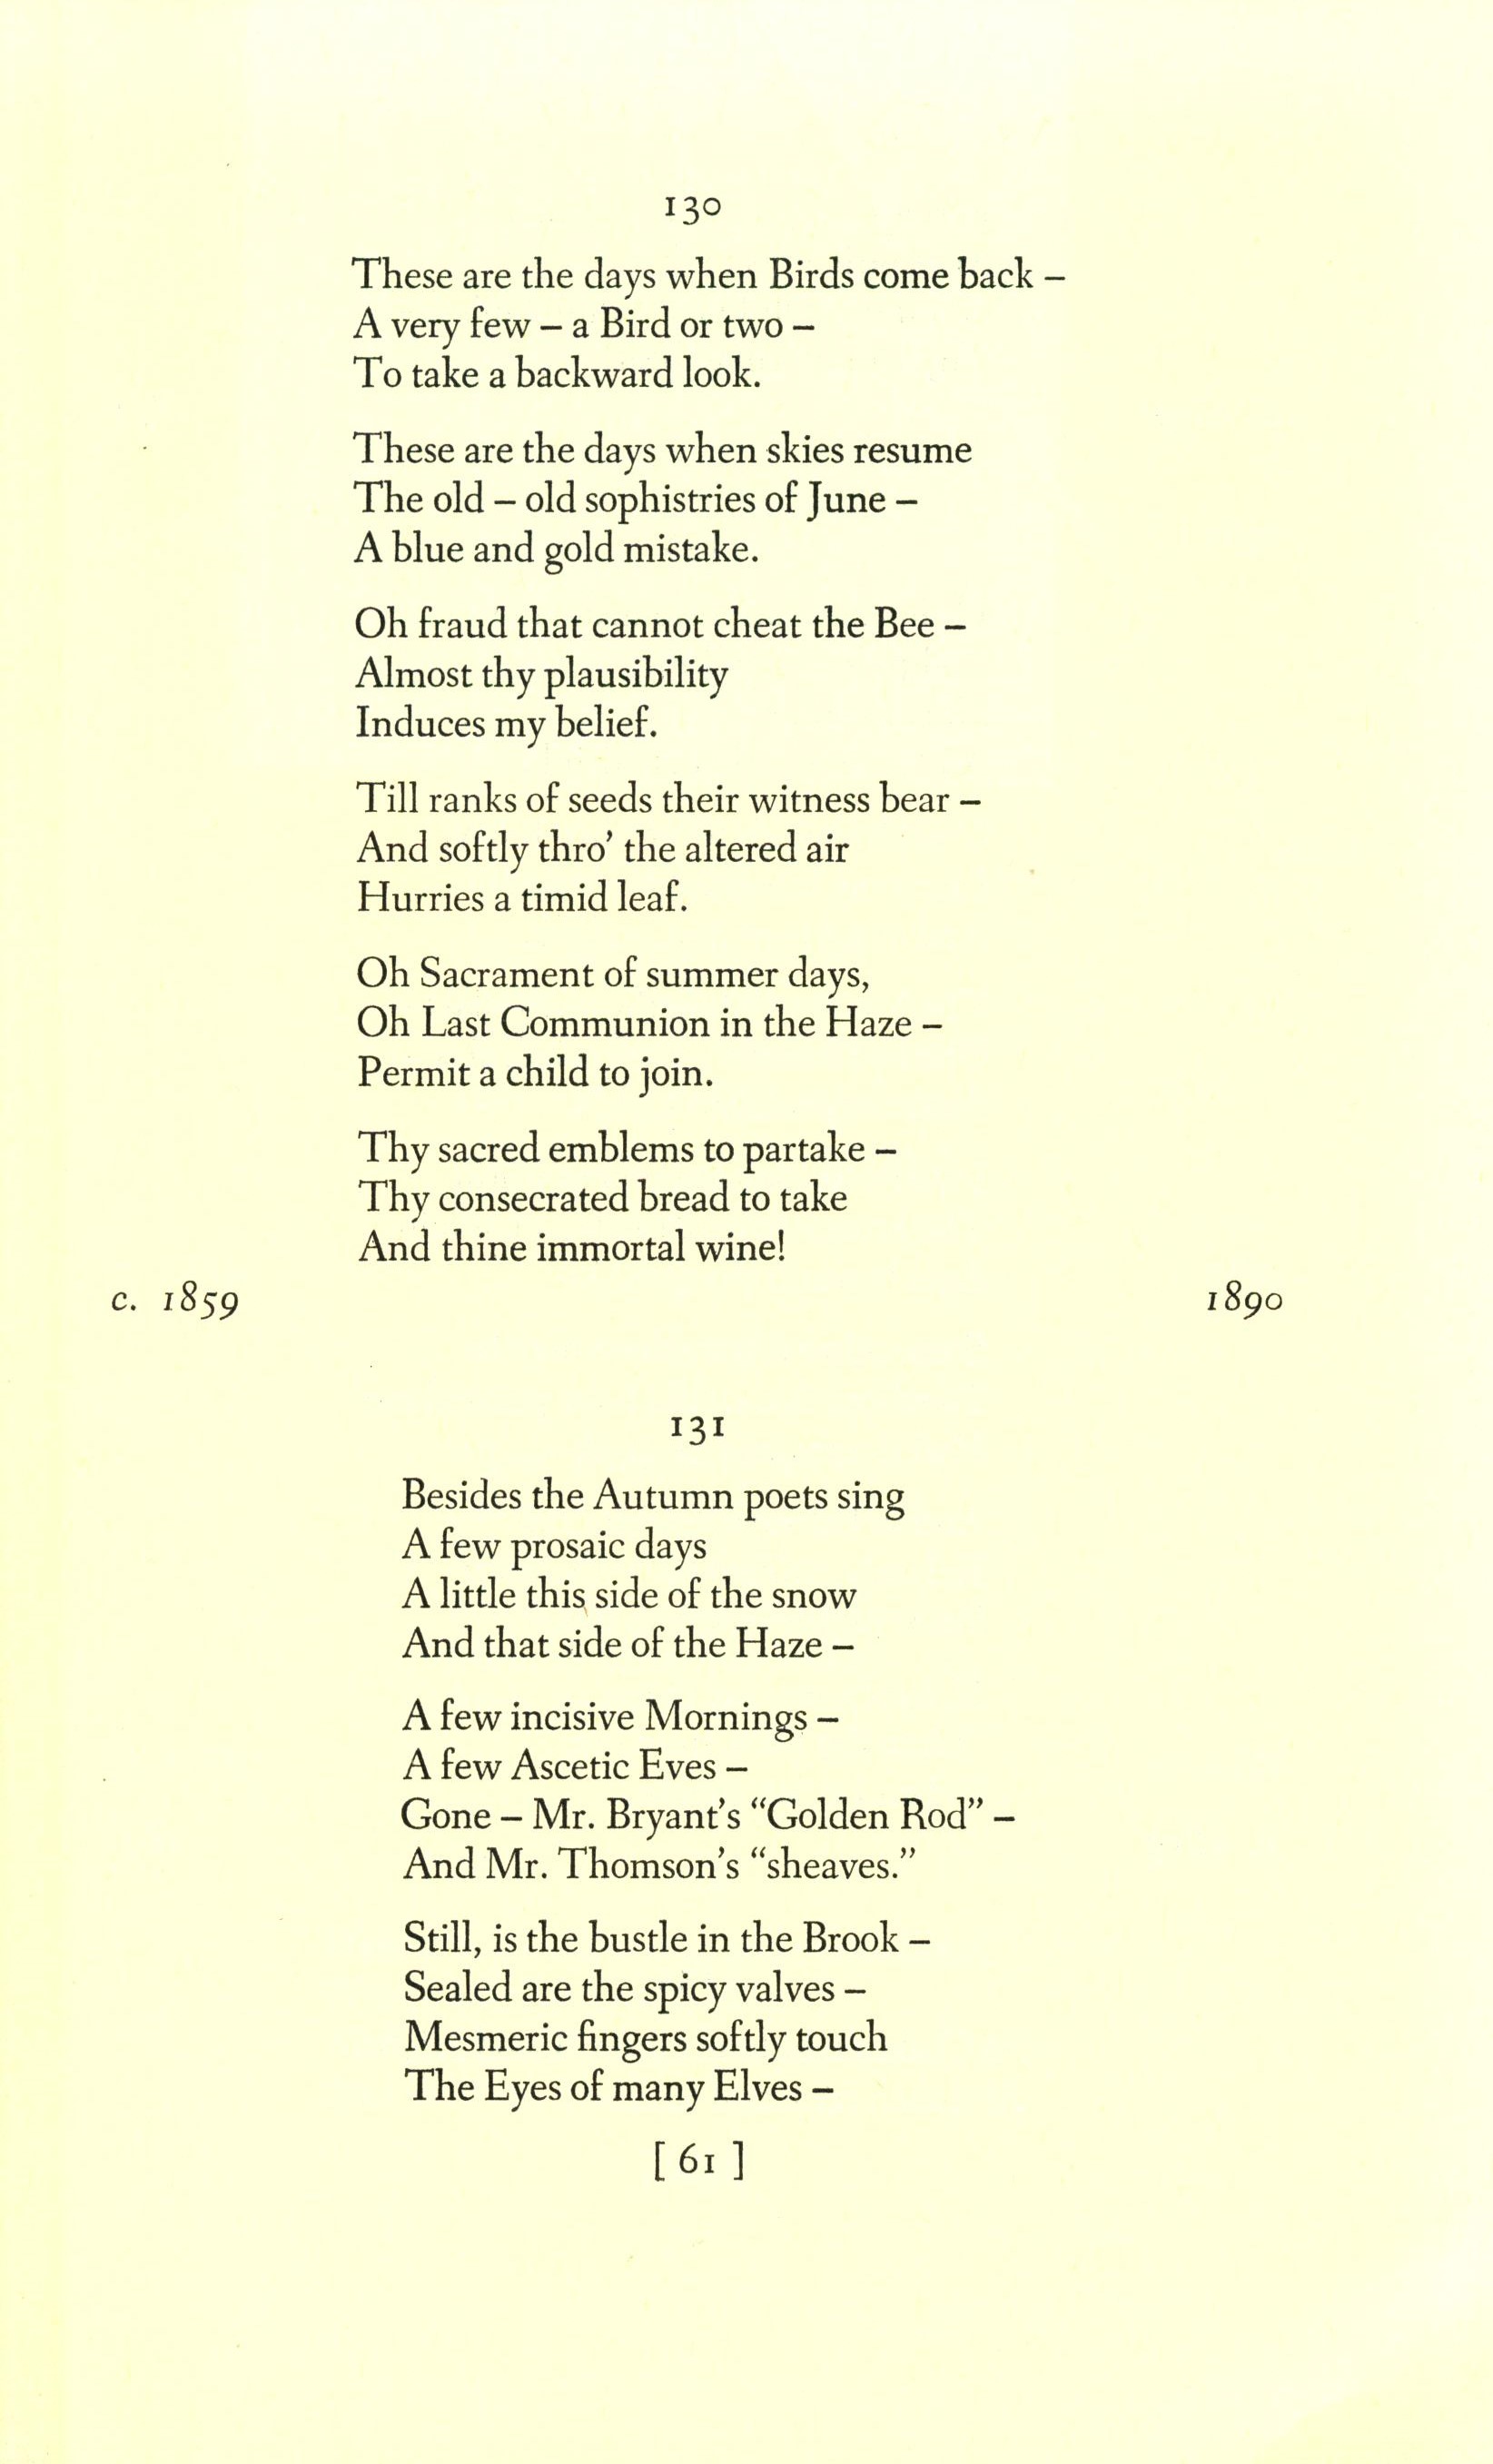 130
These are the days when Birds come back –
A very few – a Bird or two –
To take a backward look.
These are the days when skies resume
The old – old sophistries of June –
A blue and gold mistake.
Oh fraud that cannot cheat the Bee –
Almost thy plausibility
Induces my belief.
Till ranks of seeds their witness bear –
And softly thro' the altered air
Hurries a timid leaf.
Oh Sacrament of summer days,
Oh Last Communion in the Haze –
Permit a child to join.
Thy sacred emblems to partake –
Thy consecrated bread to take
And thine immortal wine!
c. 1859 1890
131
Besides the Autumn poets sing
A few prosaic days
A little this side of the snow
And that side of the Haze –
A few incisive Mornings –
A few Ascetic Eves –
Gone – Mr. Bryant's "Golden Rod" –
And Mr. Thomson's "sheaves."
Still, is the bustle in the Brook –
Sealed are the spicy valves –
Mesmeric fingers softly touch
The Eyes of many Elves –
[ 61 ]